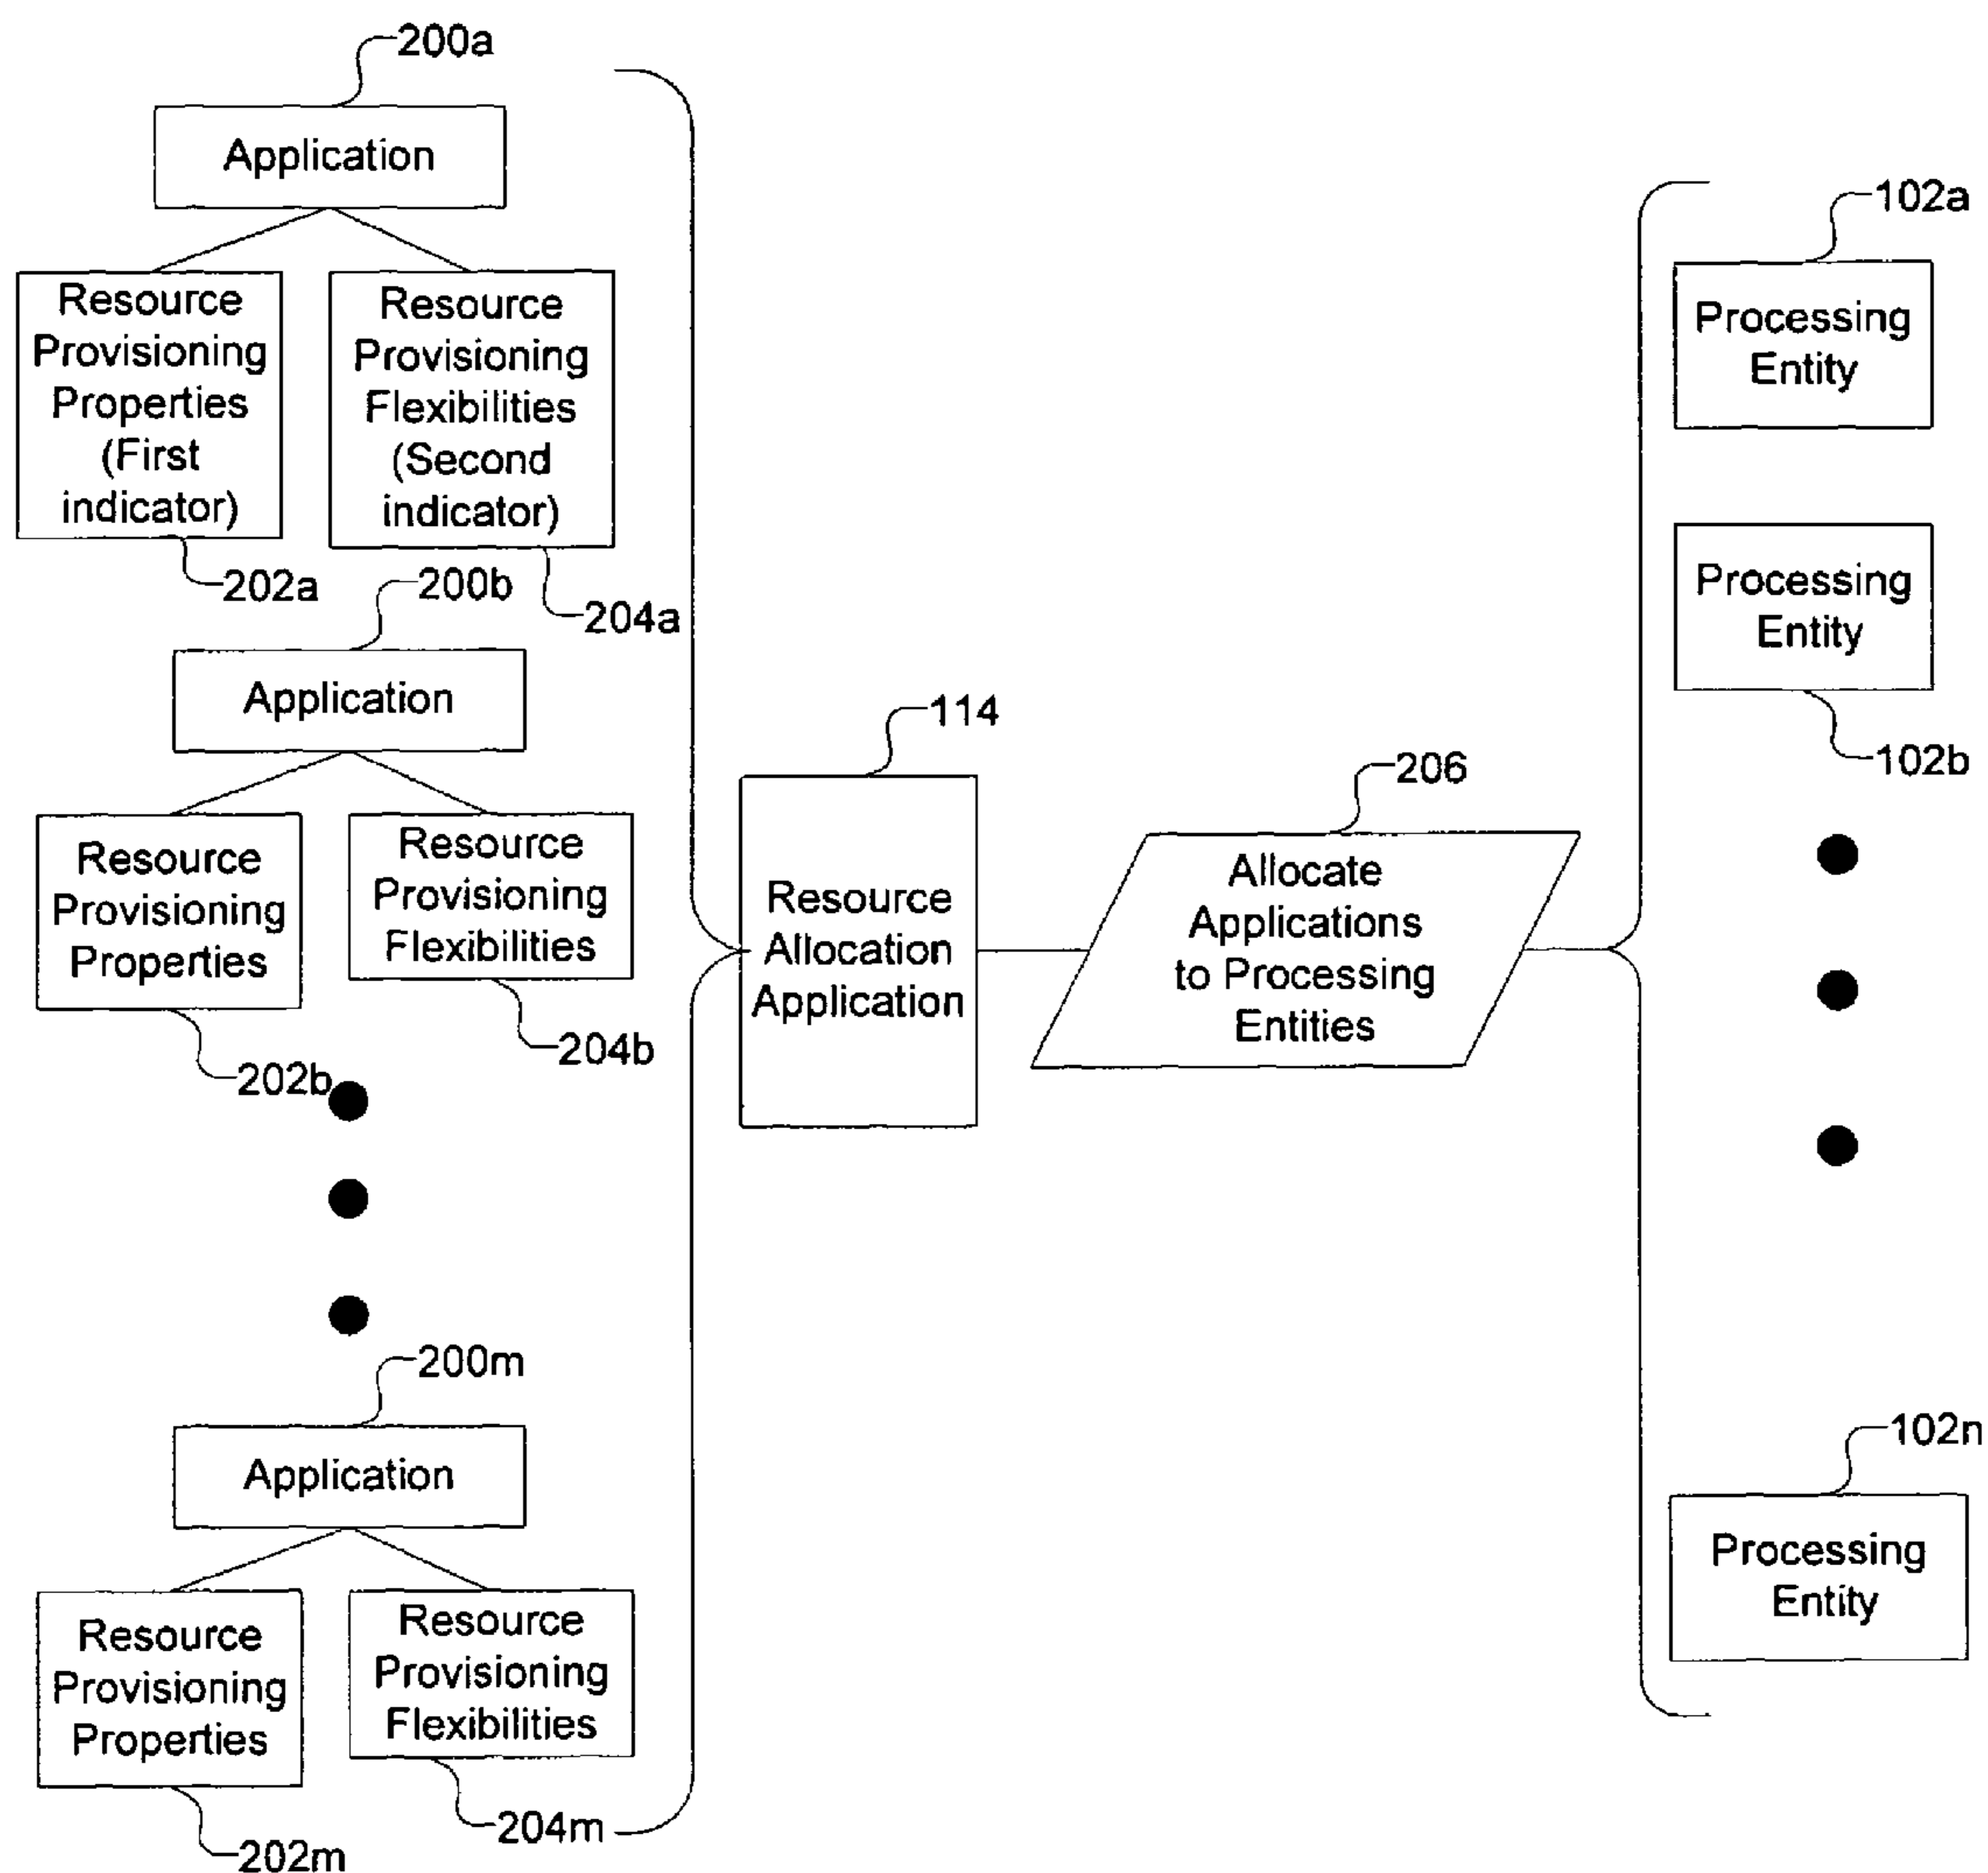 200a
Application
Resource
Provisioning
Properties
(First
indicator)
202a
Resource
Provisioning
Flexibilities
(Second
indicator)
204a
200b
Application
Resource
Provisioning
Properties
202b
Resource
Provisioning
Flexibilities
204b
200m
Application
Resource
Provisioning
Properties
202m
Resource
Provisioning
Flexibilities
204m
114
Resource
Allocation
Application
206
Allocate
Applications
to Processing
Entities
102a
Processing
Entity
Processing
Entity
102b
102n
Processing
Entity